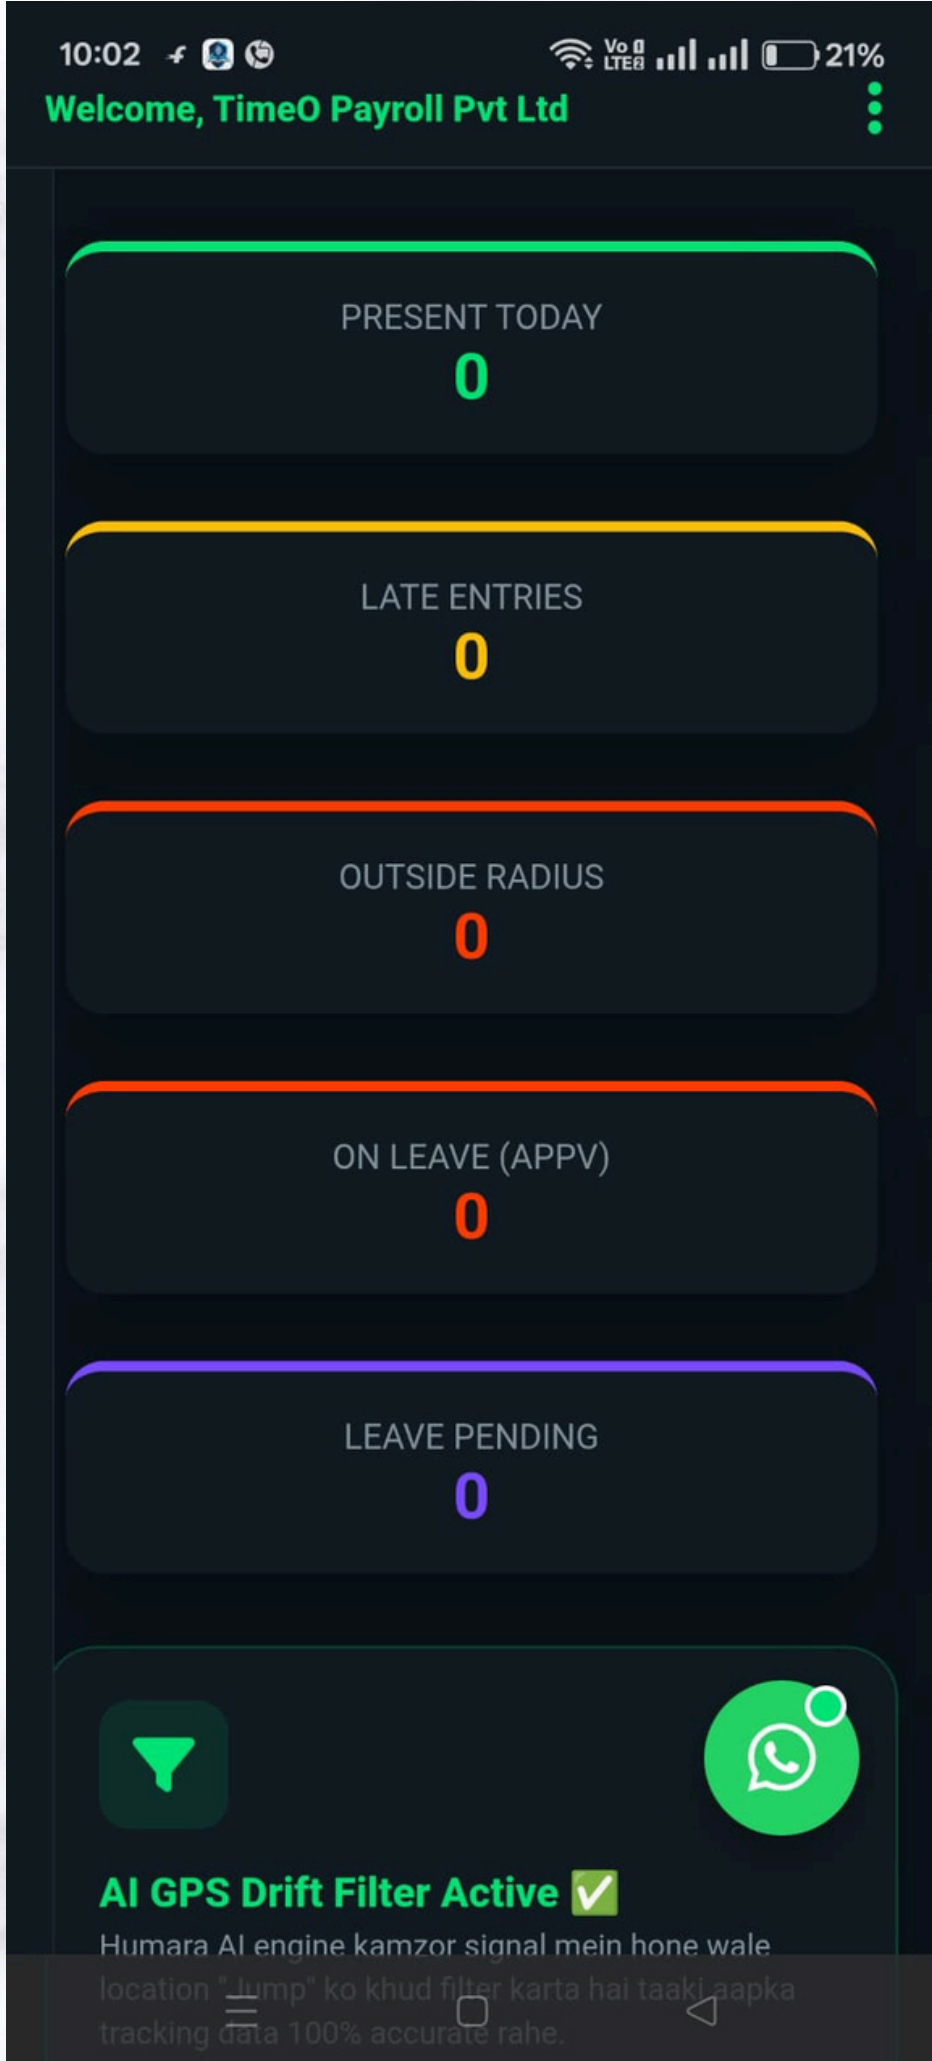 10:02
Vo LTE 21%
Welcome, TimeO Payroll Pvt Ltd
PRESENT TODAY
0
LATE ENTRIES
0
OUTSIDE RADIUS
0
ON LEAVE (APPV)
0
LEAVE PENDING
0
AI GPS Drift Filter Active ✅
Humara AI engine kamzor signal mein hone wale
location "Jump" ko khud filter karta hai taaki aapka
tracking data 100% accurate rahe.